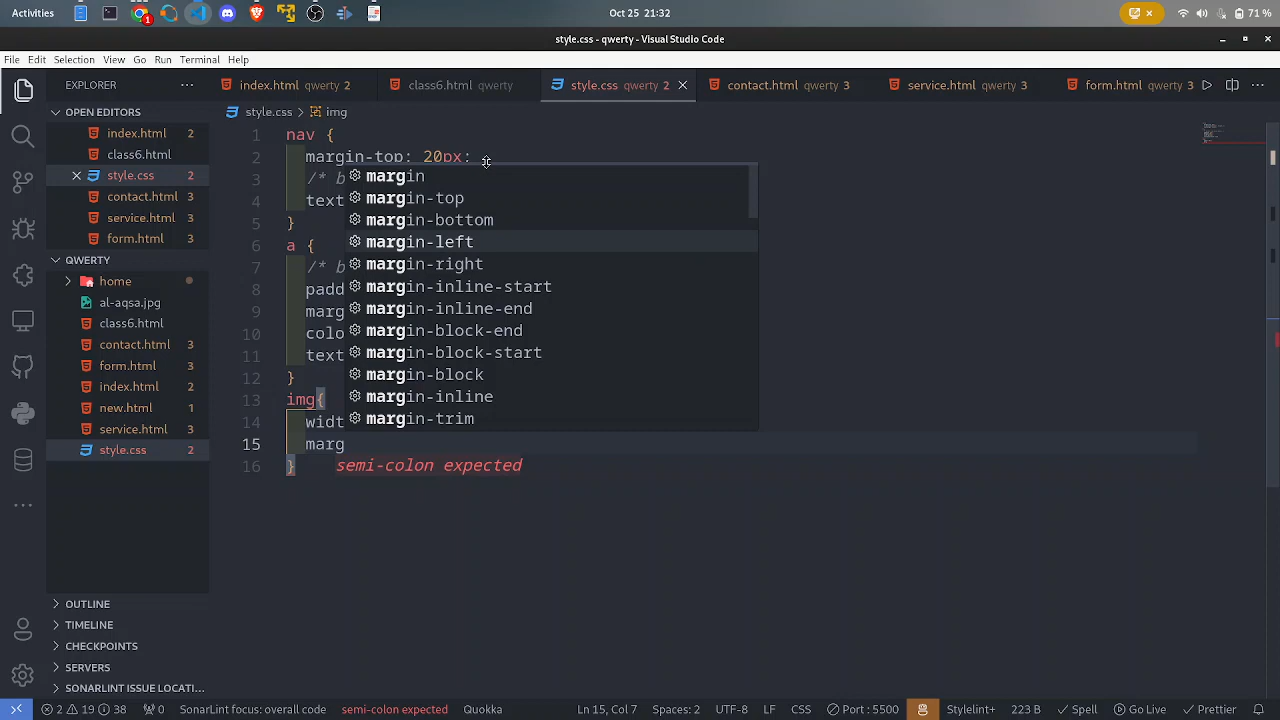 Activities
Oct 25 21:32
71 %
style.css - qwerty - Visual Studio Code
File Edit Selection View Go Run Terminal Help
EXPLORER
index.html qwerty 2
class6.html qwerty
style.css qwerty 2
contact.html qwerty 3
service.html qwerty 3
form.html qwerty 3
OPEN EDITORS
index.html 2
class6.html
style.css 2
contact.html 3
service.html 3
form.html 3
QWERTY
home
al-aqsa.jpg
class6.html
contact.html 3
form.html 3
index.html 2
new.html 1
service.html 3
style.css 2
OUTLINE
TIMELINE
CHECKPOINTS
SERVERS
SONARLINT ISSUE LOCATI...
style.css > img
1 nav {
2 margin-top: 20px;
3 /* b
4 text
5 }
6 a {
7 /* b
8 padd
9 marg
10 colo
11 text
12 }
13 img{
14 widt
15 marg
16 } semi-colon expected
margin
margin-top
margin-bottom
margin-left
margin-right
margin-inline-start
margin-inline-end
margin-block-end
margin-block-start
margin-block
margin-inline
margin-trim
2 19 38 0 SonarLint focus: overall code semi-colon expected Quokka Ln 15, Col 7 Spaces: 2 UTF-8 LF CSS Port : 5500 Stylelint+ 223 B Spell Go Live Prettier